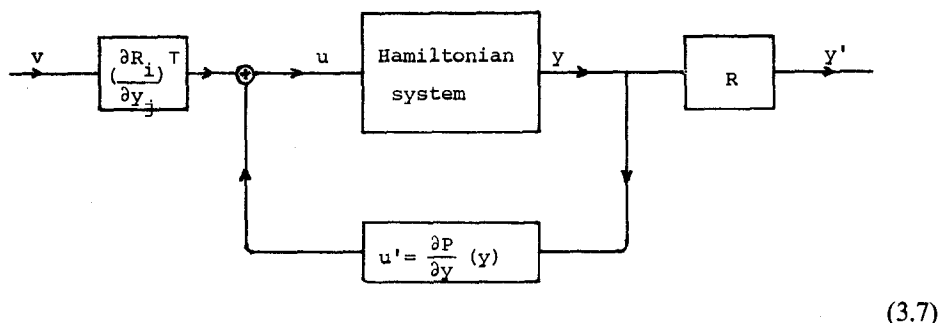 v
(∂R_i/∂y_j)^T
⊕
u
Hamiltonian
system
y
R
y'
u' = ∂P/∂y (y)
(3.7)